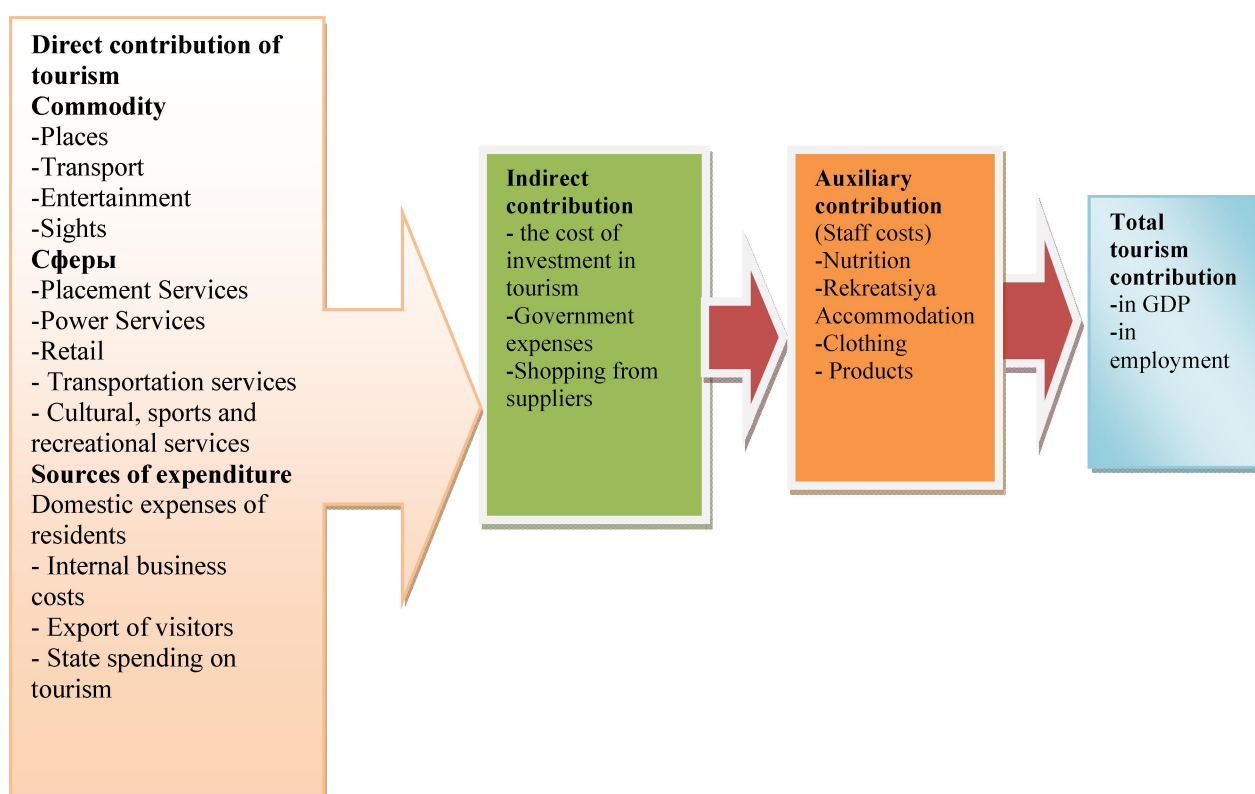 Direct contribution of
tourism
Commodity
-Places
-Transport
-Entertainment
-Sights
Сферы
-Placement Services
-Power Services
-Retail
- Transportation services
- Cultural, sports and
recreational services
Sources of expenditure
Domestic expenses of
residents
- Internal business
costs
- Export of visitors
- State spending on
tourism
Indirect
contribution
- the cost of
investment in
tourism
-Government
expenses
-Shopping from
suppliers
Auxiliary
contribution
(Staff costs)
-Nutrition
-Rekreatsiya
Accommodation
-Clothing
- Products
Total
tourism
contribution
-in GDP
-in
employment